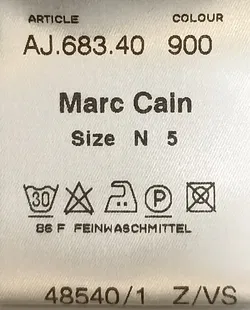 ARTICLE COLOUR
AJ.683.40 900
Marc Cain
Size N 5
30 P
86 F FEINWASCHMITTEL
48540/1 Z/VS